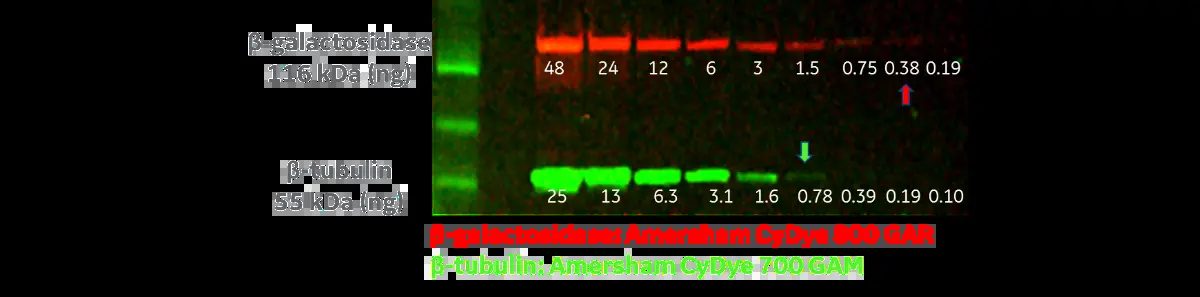 β-galactosidase
116 kDa (ng)
48 24 12 6 3 1.5 0.75 0.38 0.19
β-tubulin
55 kDa (ng)
25 13 6.3 3.1 1.6 0.78 0.39 0.19 0.10
β-galactosidase: Amersham CyDye 800 GAR
β-tubulin: Amersham CyDye 700 GAM